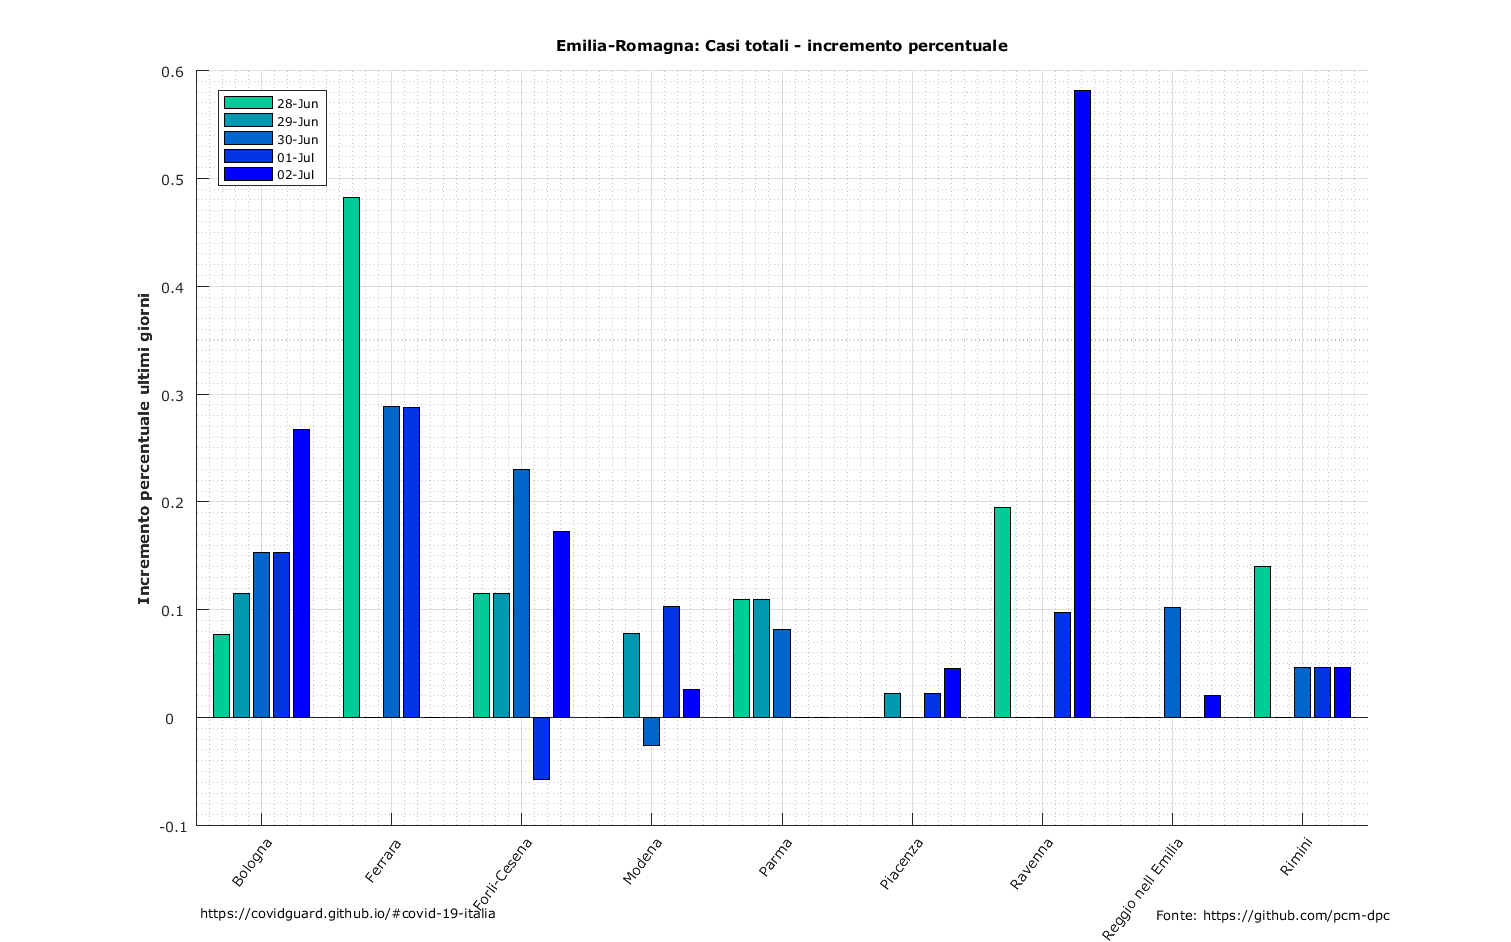 Emilia-Romagna: Casi totali - incremento percentuale
0.6
0.5
0.4
0.3
0.2
0.1
0
-0.1
Incremento percentuale ultimi giorni
28-Jun
29-Jun
30-Jun
01-Jul
02-Jul
Bologna
Ferrara
Forlì-Cesena
Modena
Parma
Piacenza
Ravenna
Reggio nell Emilia
Rimini
https://covidguard.github.io/#covid-19-italia
Fonte: https://github.com/pcm-dpc